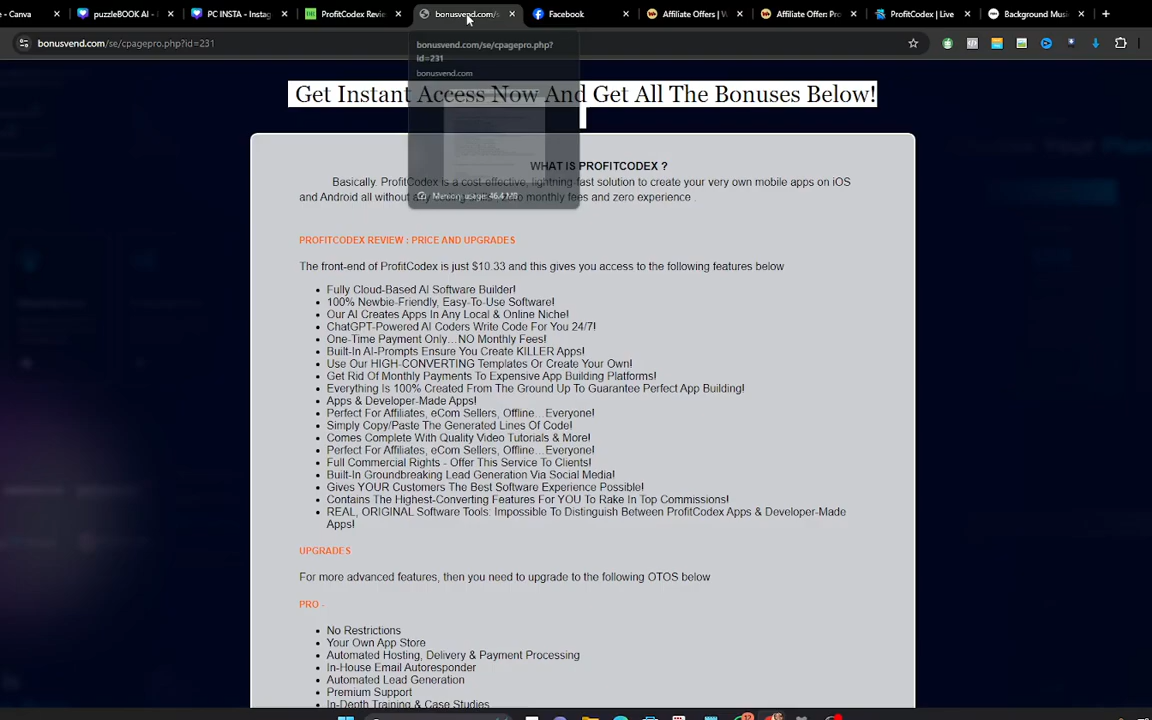 e - Canva
puzzleBOOK AI -
PC INSTA - Instag
ProfitCodex Revie
bonusvend.com/s
Facebook
Affiliate Offers | W
Affiliate Offer: Pro
ProfitCodex | Live
Background Musi
bonusvend.com/se/cpagepro.php?id=231
bonusvend.com/se/cpagepro.php?
id=231
bonusvend.com
Memory usage: 46.4 MB
Get Instant Access Now And Get All The Bonuses Below!
WHAT IS PROFITCODEX ?
Basically. ProfitCodex is a cost-effective, lightning-fast solution to create your very own mobile apps on iOS
and Android all without any monthly fees and zero experience .
PROFITCODEX REVIEW : PRICE AND UPGRADES
The front-end of ProfitCodex is just $10.33 and this gives you access to the following features below
Fully Cloud-Based AI Software Builder!
100% Newbie-Friendly, Easy-To-Use Software!
Our AI Creates Apps In Any Local & Online Niche!
ChatGPT-Powered AI Coders Write Code For You 24/7!
One-Time Payment Only…NO Monthly Fees!
Built-In AI-Prompts Ensure You Create KILLER Apps!
Use Our HIGH-CONVERTING Templates Or Create Your Own!
Get Rid Of Monthly Payments To Expensive App Building Platforms!
Everything Is 100% Created From The Ground Up To Guarantee Perfect App Building!
Apps & Developer-Made Apps!
Perfect For Affiliates, eCom Sellers, Offline…Everyone!
Simply Copy/Paste The Generated Lines Of Code!
Comes Complete With Quality Video Tutorials & More!
Perfect For Affiliates, eCom Sellers, Offline…Everyone!
Full Commercial Rights - Offer This Service To Clients!
Built-In Groundbreaking Lead Generation Via Social Media!
Gives YOUR Customers The Best Software Experience Possible!
Contains The Highest-Converting Features For YOU To Rake In Top Commissions!
REAL, ORIGINAL Software Tools: Impossible To Distinguish Between ProfitCodex Apps & Developer-Made
Apps!
UPGRADES
For more advanced features, then you need to upgrade to the following OTOS below
PRO -
No Restrictions
Your Own App Store
Automated Hosting, Delivery & Payment Processing
In-House Email Autoresponder
Automated Lead Generation
Premium Support
In-Depth Training & Case Studies